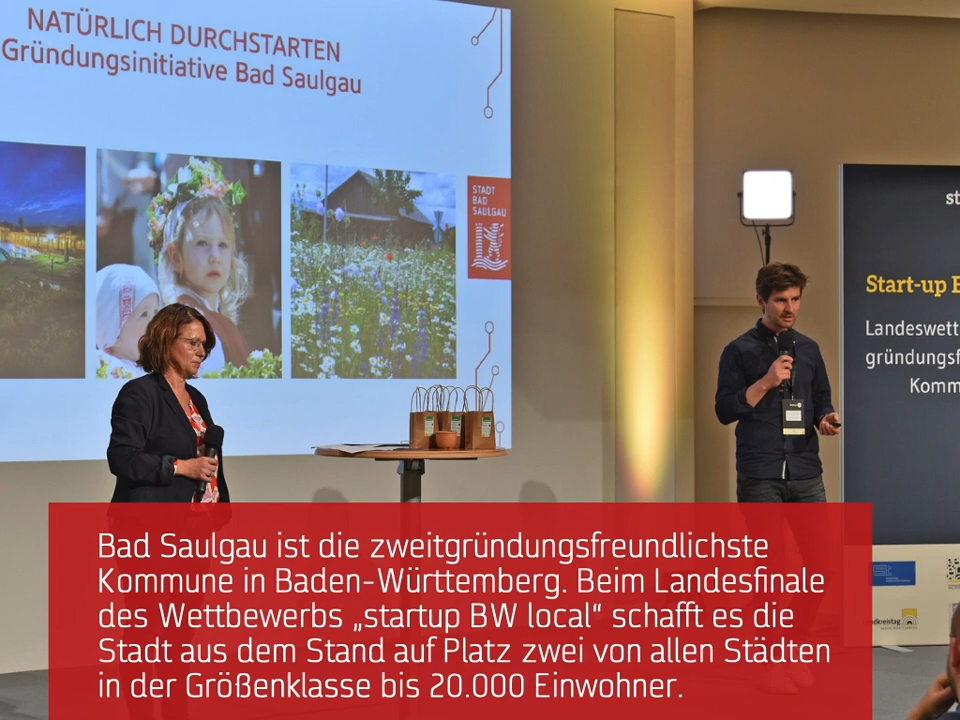 NATÜRLICH DURCHSTARTEN
Gründungsinitiative Bad Saulgau
STADT
BAD
SAULGAU
st
Start-up
Landeswett
gründungsf
Komm
Bad Saulgau ist die zweitgründungsfreundlichste
Kommune in Baden-Württemberg. Beim Landesfinale
des Wettbewerbs „startup BW local“ schafft es die
Stadt aus dem Stand auf Platz zwei von allen Städten
in der Größenklasse bis 20.000 Einwohner.